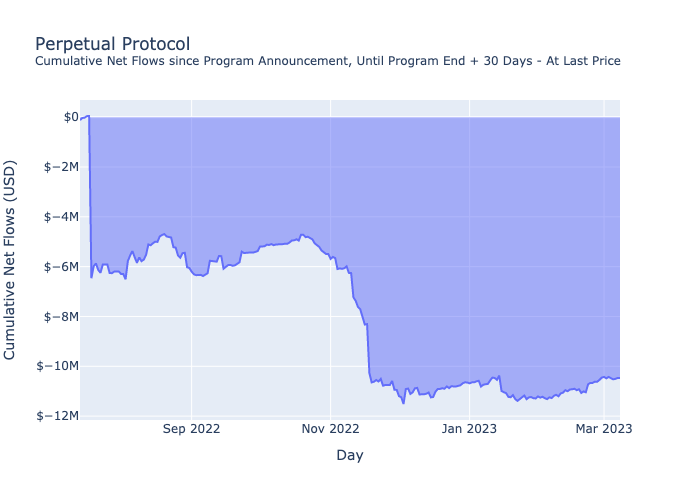 Perpetual Protocol
Cumulative Net Flows since Program Announcement, Until Program End + 30 Days - At Last Price
$0
$−2M
$−4M
$−6M
$−8M
$−10M
$−12M
Cumulative Net Flows (USD)
Sep 2022 Nov 2022 Jan 2023 Mar 2023
Day